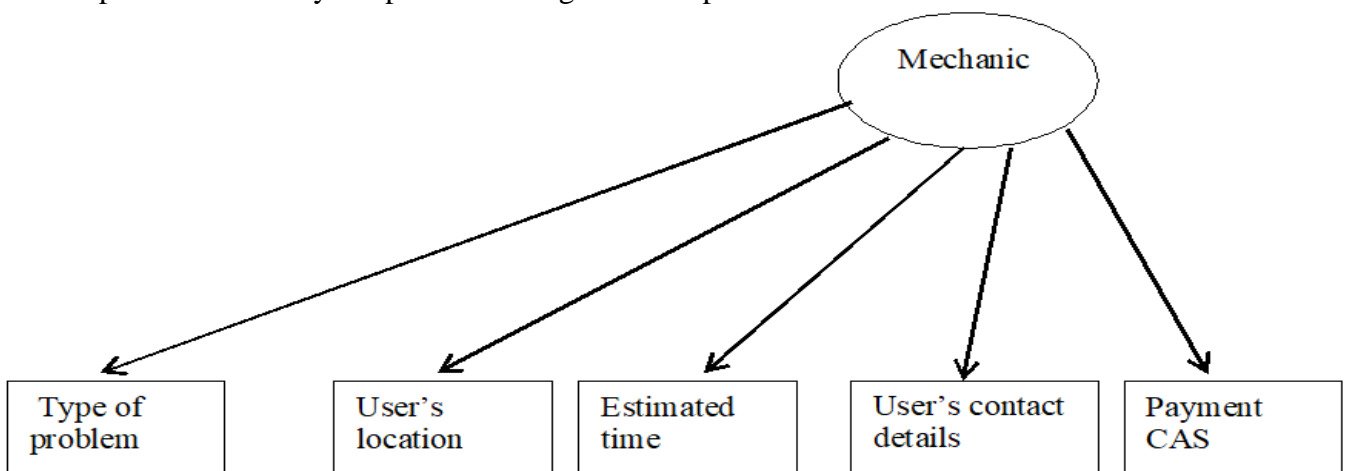 Mechanic
Type of
problem
User's
location
Estimated
time
User's contact
details
Payment
CAS